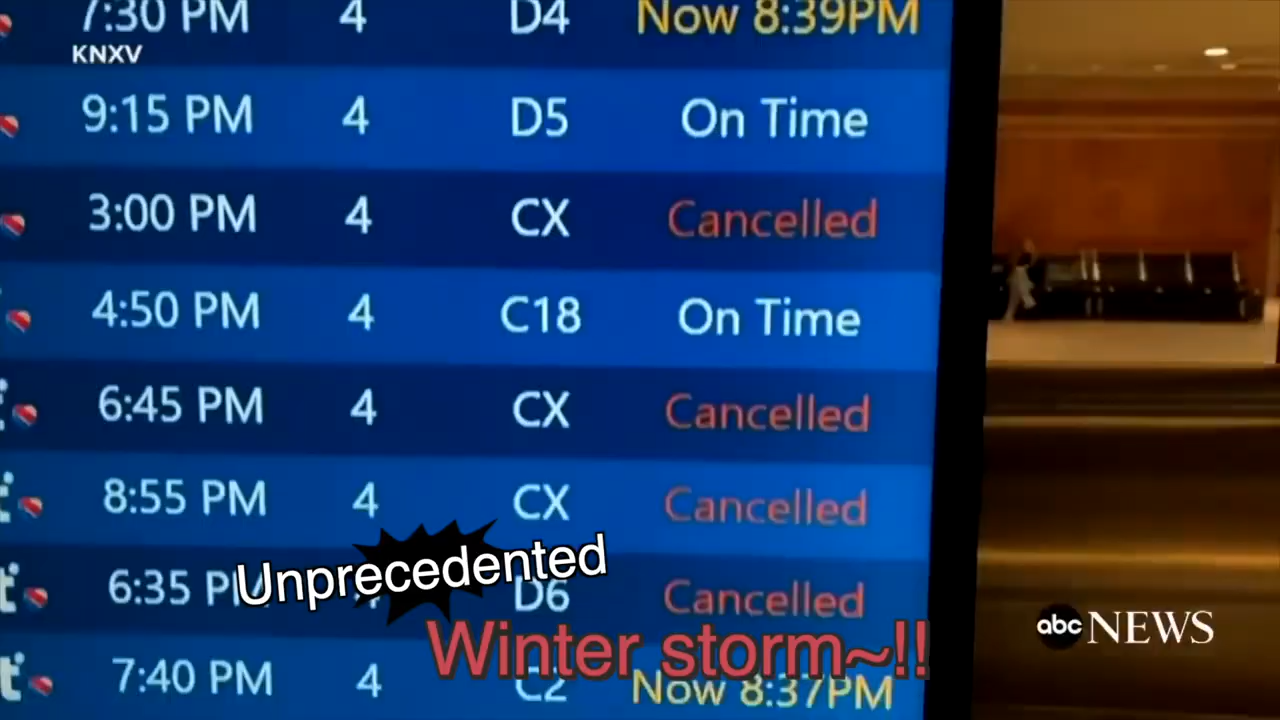 7:30 PM 4 D4 Now 8:39PM
KNXV
9:15 PM 4 D5 On Time
3:00 PM 4 CX Cancelled
4:50 PM 4 C18 On Time
6:45 PM 4 CX Cancelled
8:55 PM 4 CX Cancelled
6:35 PM 4 D6 Cancelled
Unprecedented
Winter storm~!!
abc NEWS
7:40 PM 4 C2 Now 8:37PM